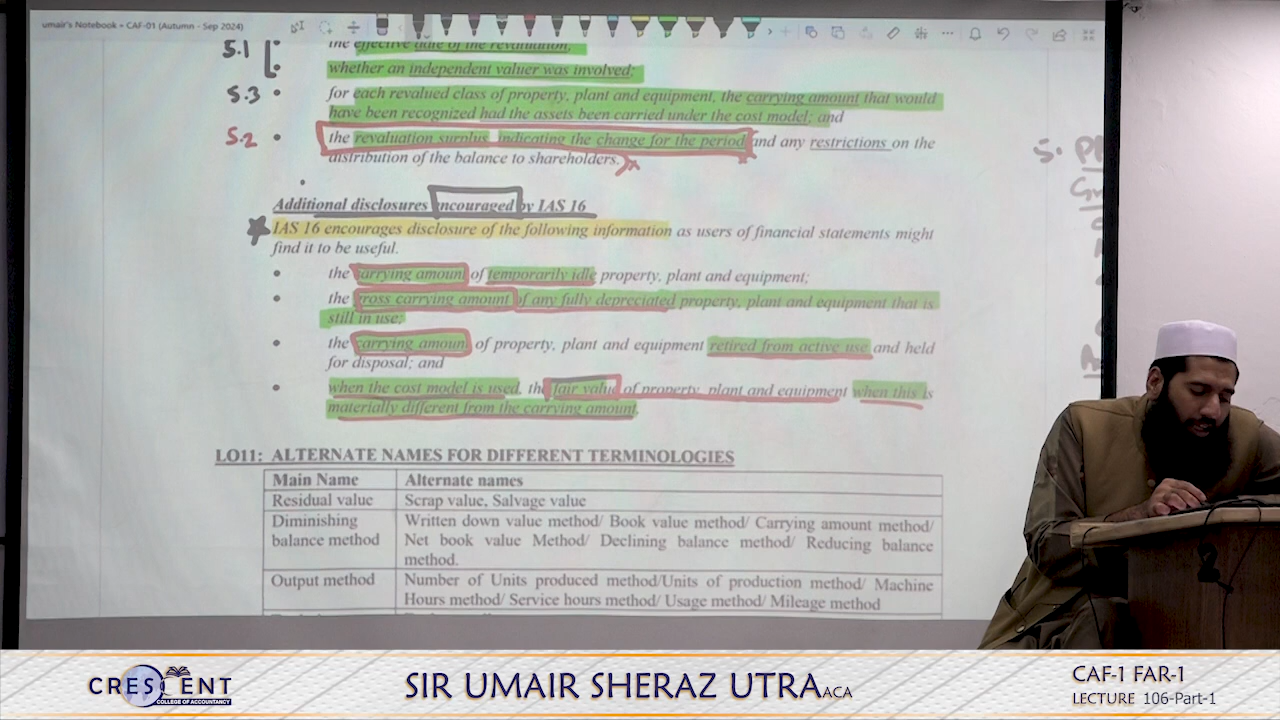 umair's Notebook » CAF-01 (Autumn - Sep 2024)
5.1
the effective date of the revaluation;
whether an independent valuer was involved;
5.3 • for each revalued class of property, plant and equipment, the carrying amount that would
have been recognized had the assets been carried under the cost model; and
5.2 • the revaluation surplus indicating the change for the period and any restrictions on the
distribution of the balance to shareholders.
Additional disclosures encouraged by IAS 16
IAS 16 encourages disclosure of the following information as users of financial statements might
find it to be useful.
• the carrying amount of temporarily idle property, plant and equipment;
• the gross carrying amount of any fully depreciated property, plant and equipment that is
still in use;
• the carrying amount of property, plant and equipment retired from active use and held
for disposal; and
• when the cost model is used, the fair value of property, plant and equipment when this is
materially different from the carrying amount.
LO11: ALTERNATE NAMES FOR DIFFERENT TERMINOLOGIES
Main Name Alternate names
Residual value Scrap value, Salvage value
Diminishing balance method Written down value method/ Book value method/ Carrying amount method/
Net book value Method/ Declining balance method/ Reducing balance
method.
Output method Number of Units produced method/Units of production method/ Machine
Hours method/ Service hours method/ Usage method/ Mileage method
5.
CRESCENT
COLLEGE OF ACCOUNTANCY
SIR UMAIR SHERAZ UTRA ACA
CAF-1 FAR-1
LECTURE 106-Part-1